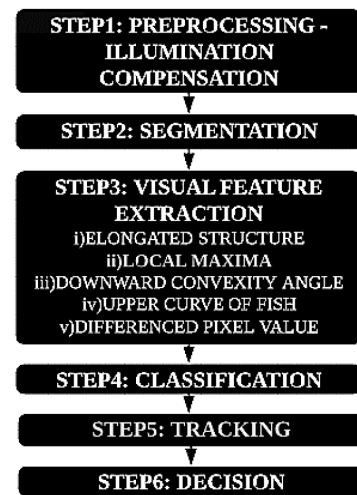 STEP1: PREPROCESSING -
ILLUMINATION
COMPENSATION
STEP2: SEGMENTATION
STEP3: VISUAL FEATURE
EXTRACTION
i)ELONGATED STRUCTURE
ii)LOCAL MAXIMA
iii)DOWNWARD CONVEXITY ANGLE
iv)UPPER CURVE OF FISH
v)DIFFERENCED PIXEL VALUE
STEP4: CLASSIFICATION
STEP5: TRACKING
STEP6: DECISION